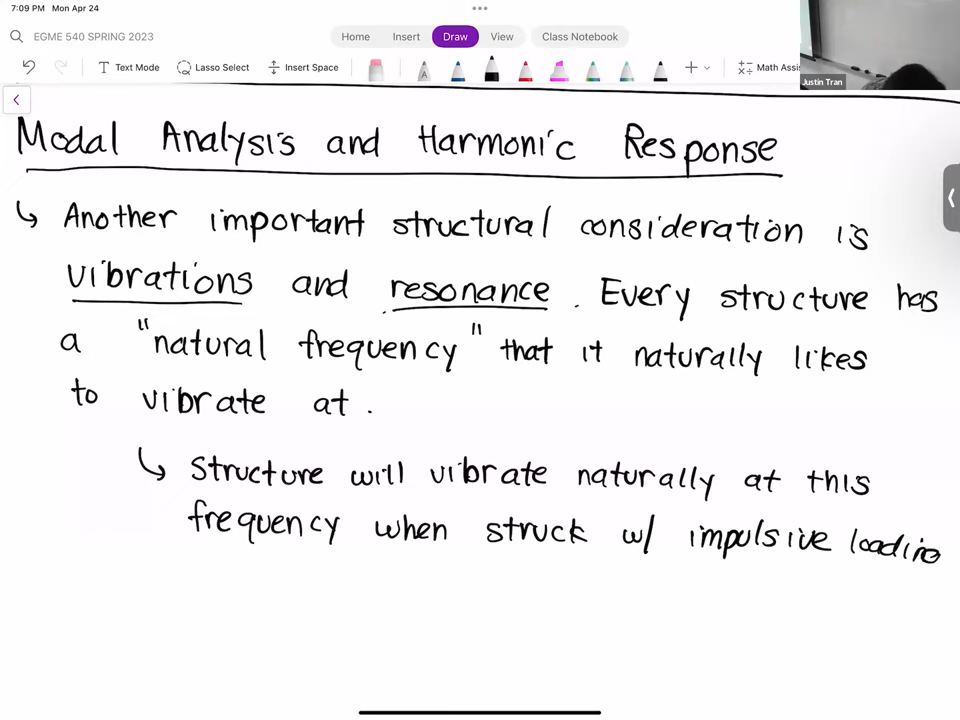 7:09 PM Mon Apr 24
EGME 540 SPRING 2023
Home Insert Draw View Class Notebook
Text Mode Lasso Select Insert Space Math Assis
Justin Tran
Modal Analysis and Harmonic Response
↳ Another important structural consideration is
vibrations and resonance. Every structure has
a "natural frequency" that it naturally likes
to vibrate at.
↳ Structure will vibrate naturally at this
frequency when struck w/ impulsive loading